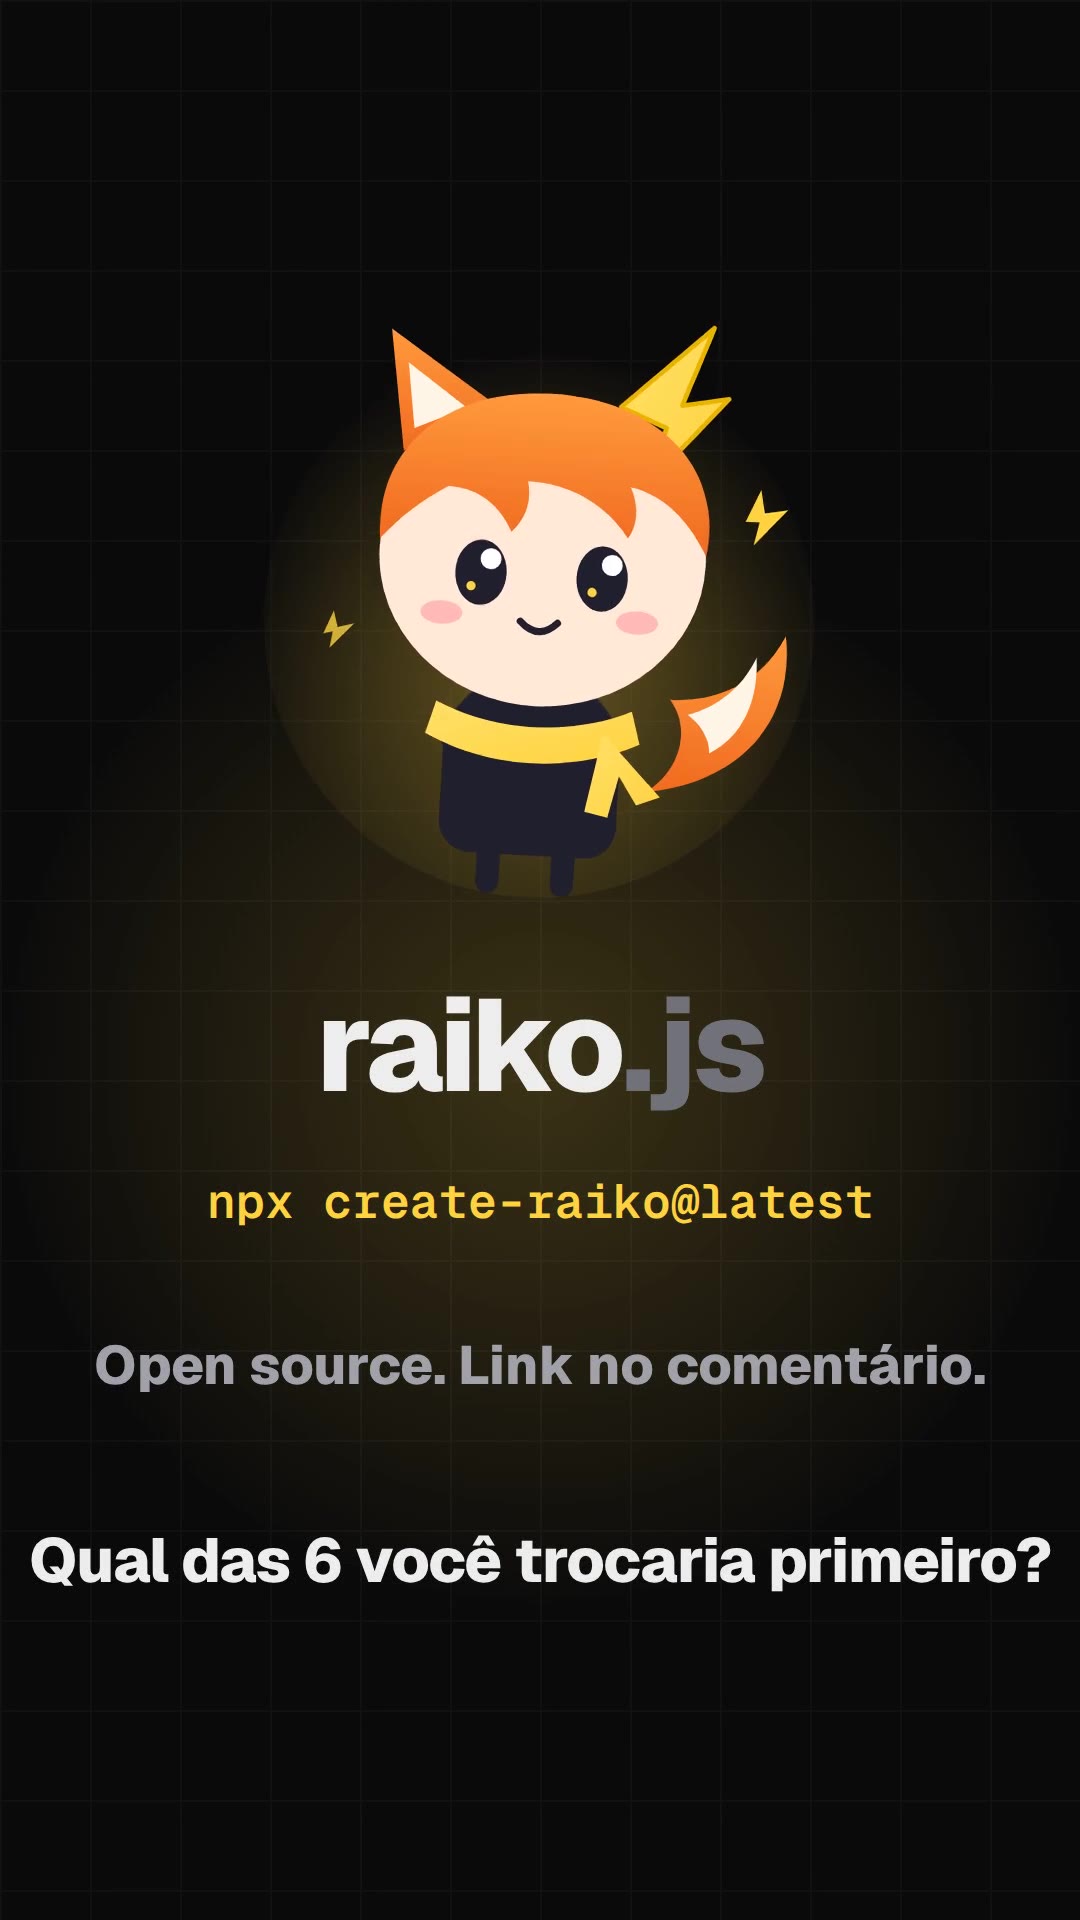 raiko.js
npx create-raiko@latest
Open source. Link no comentário.
Qual das 6 você trocaria primeiro?